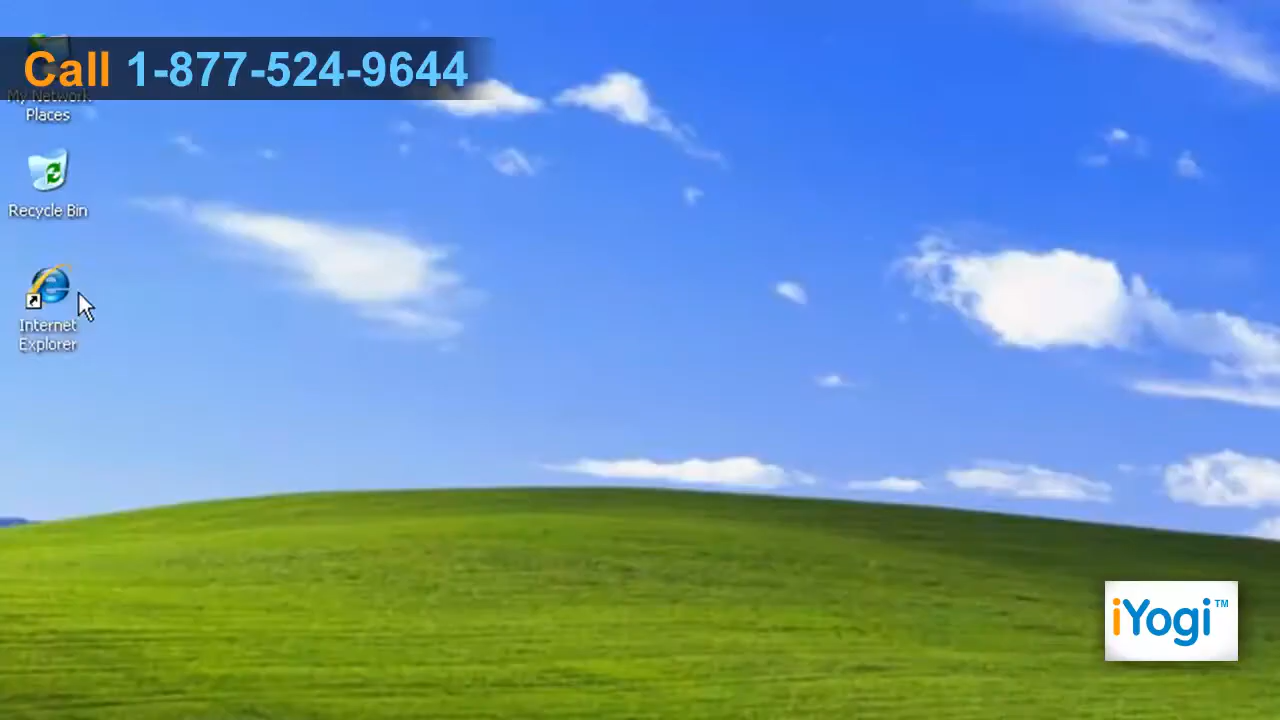 Call 1-877-524-9644
My Network
Places
Recycle Bin
Internet
Explorer
iYogi™